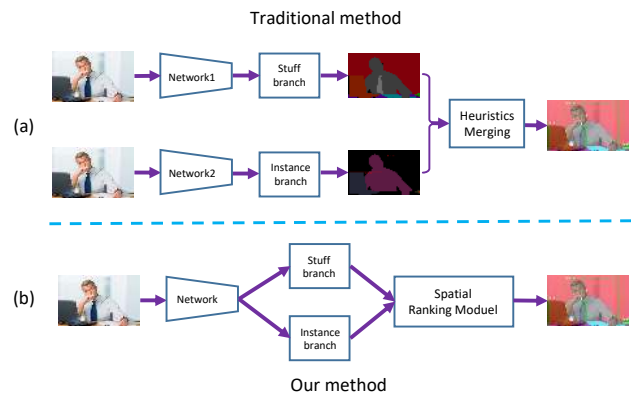 Traditional method
Network1
Stuff
branch
(a)
Heuristics
Merging
Network2
Instance
branch
(b)
Network
Stuff
branch
Instance
branch
Spatial
Ranking Moduel
Our method